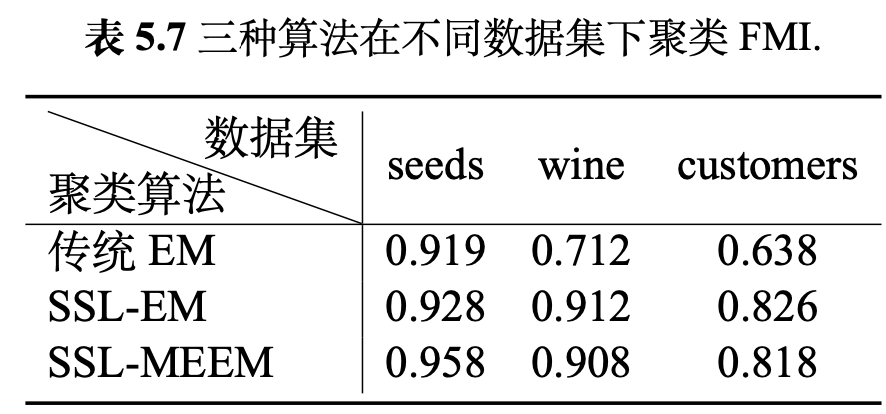 表 5.7 三种算法在不同数据集下聚类 FMI.
数据集
聚类算法
seeds wine customers
传统 EM 0.919 0.712 0.638
SSL-EM 0.928 0.912 0.826
SSL-MEEM 0.958 0.908 0.818